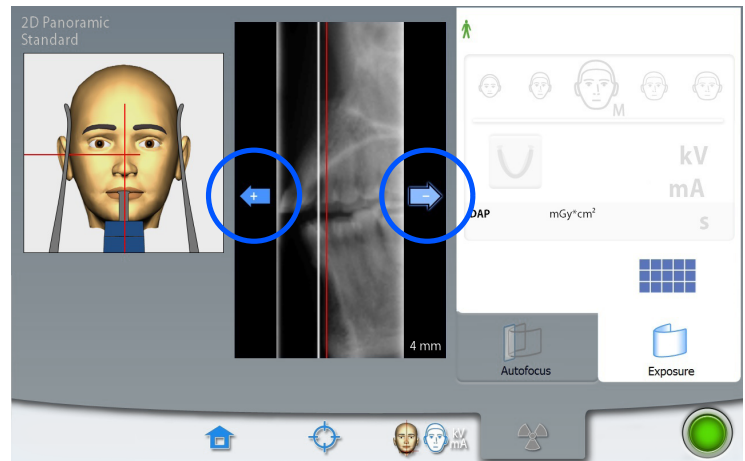 2D Panoramic
Standard
+
−
4 mm
M
kV
mA
DAP mGy*cm²
s
Autofocus
Exposure
kV
mA